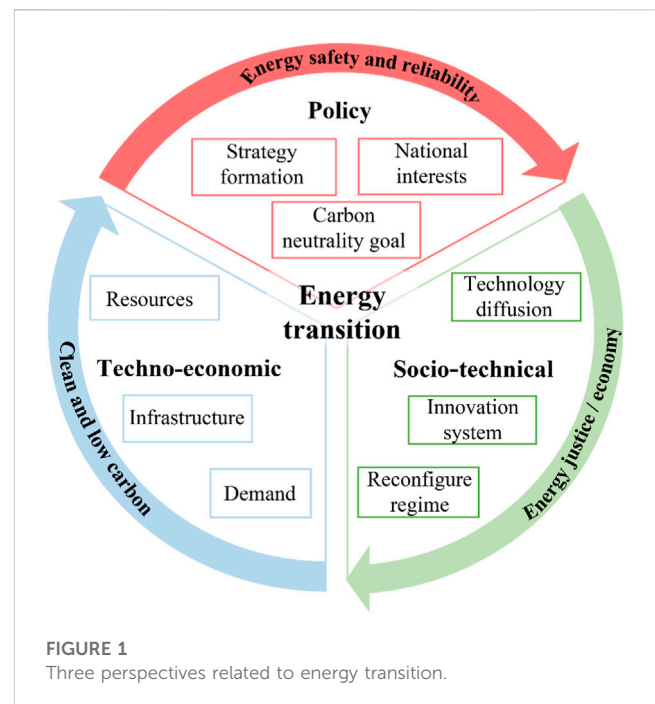 Energy safety and reliability
Policy
Strategy
formation
National
interests
Carbon
neutrality goal
Energy
transition
Resources
Techno-economic
Infrastructure
Demand
Clean and low carbon
Technology
diffusion
Socio-technical
Innovation
system
Reconfigure
regime
Energy justice / economy
FIGURE 1
Three perspectives related to energy transition.